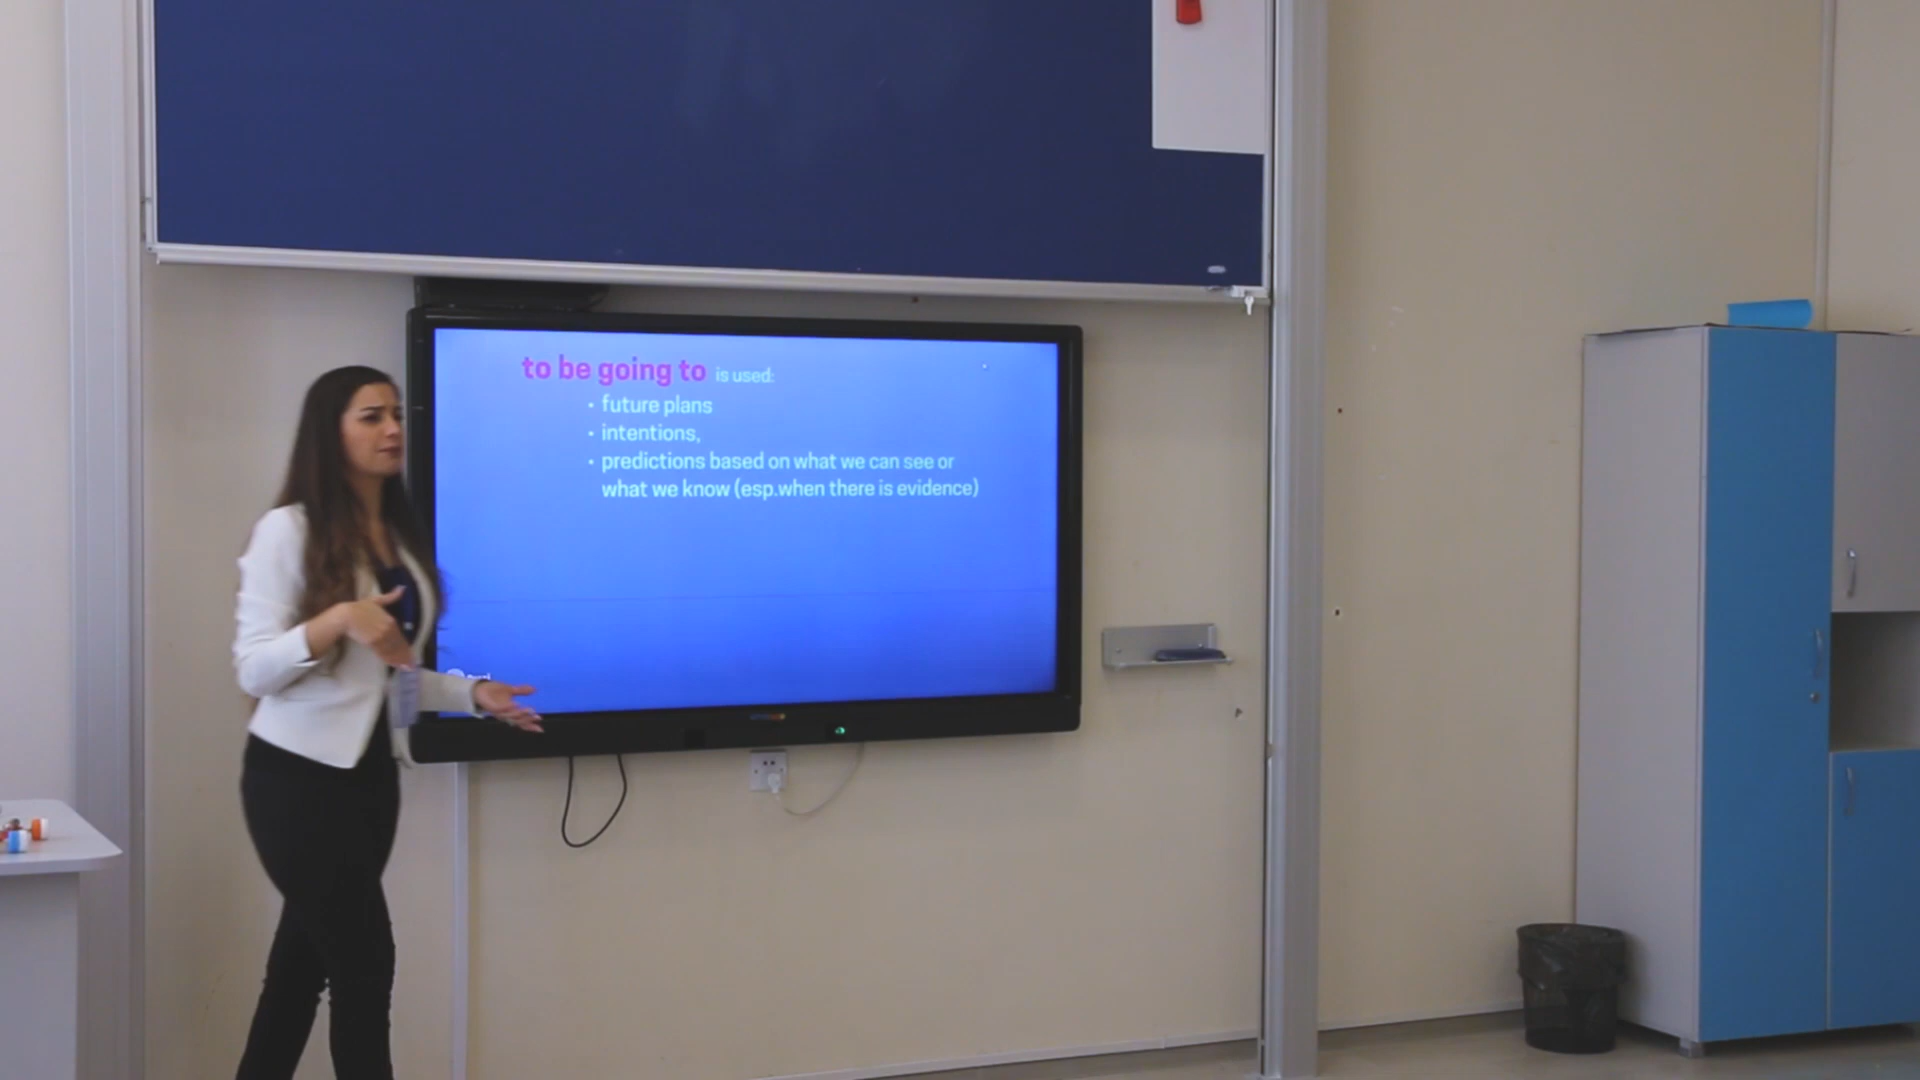 to be going to is used:
• future plans
• intentions,
• predictions based on what we can see or
what we know (esp.when there is evidence)